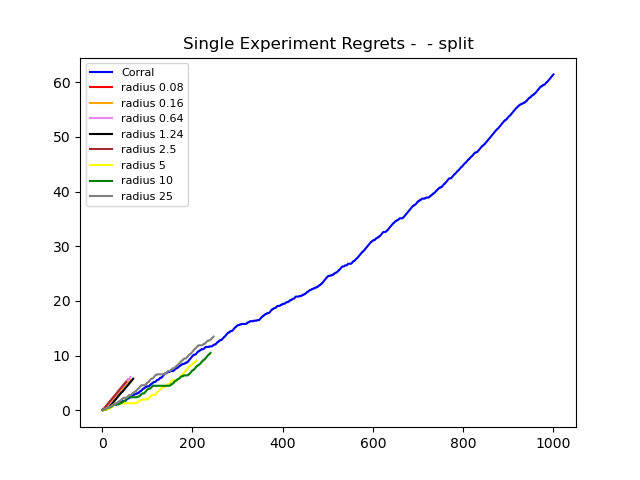 Single Experiment Regrets -  - split
Corral
radius 0.08
radius 0.16
radius 0.64
radius 1.24
radius 2.5
radius 5
radius 10
radius 25
60
50
40
30
20
10
0
0 200 400 600 800 1000